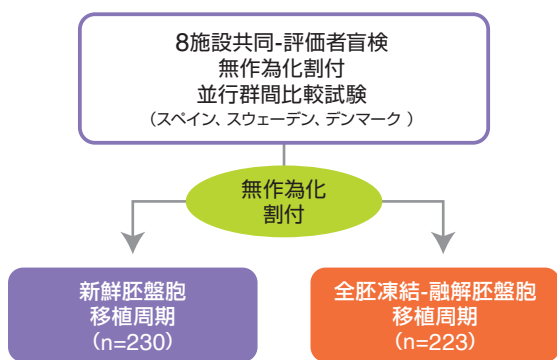 8施設共同-評価者盲検
無作為化割付
並行群間比較試験
（スペイン、スウェーデン、デンマーク ）
無作為化
割付
新鮮胚盤胞
移植周期
（n=230）
全胚凍結-融解胚盤胞
移植周期
（n=223）